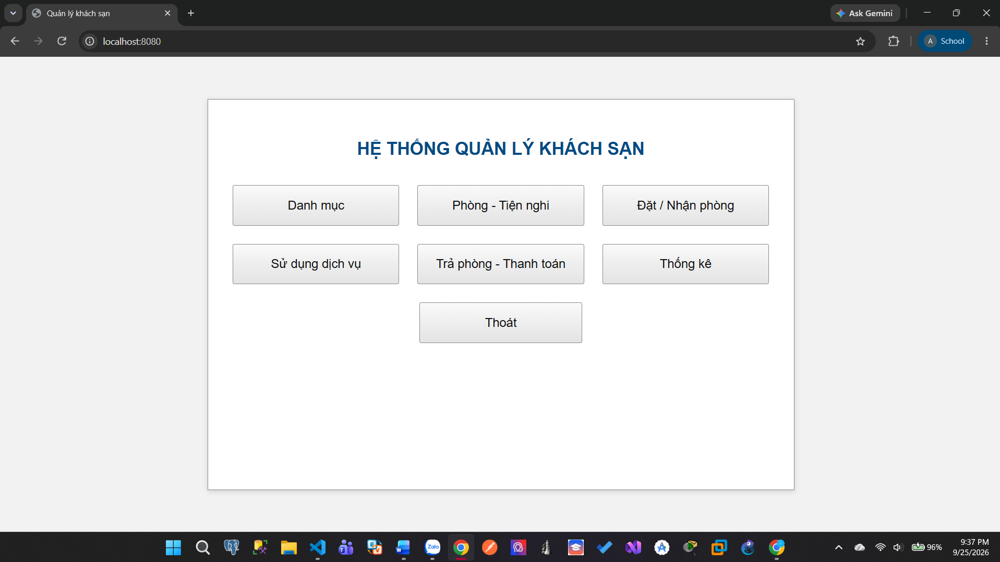 Quản lý khách sạn
Ask Gemini
localhost:8080
A School
HỆ THỐNG QUẢN LÝ KHÁCH SẠN
Danh mục
Phòng - Tiện nghi
Đặt / Nhận phòng
Sử dụng dịch vụ
Trả phòng - Thanh toán
Thống kê
Thoát
Zalo
96%
9:37 PM
9/25/2026